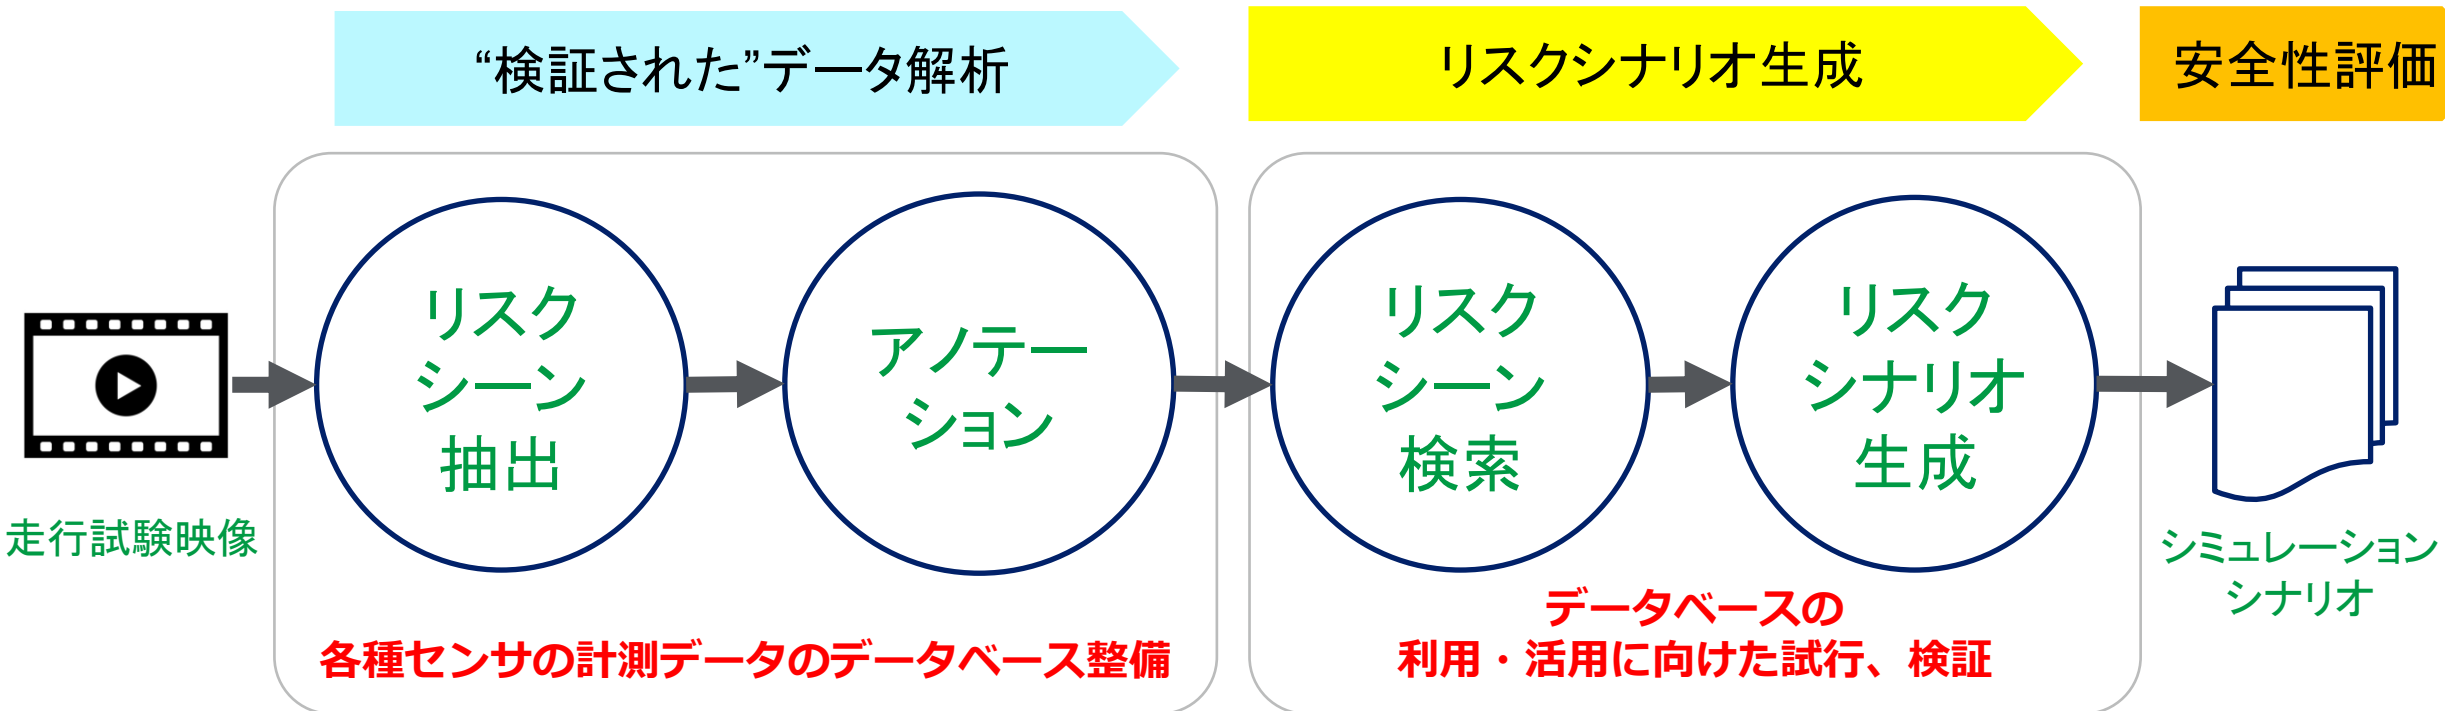 “検証された”データ解析
リスクシナリオ生成
安全性評価
走行試験映像
リスク
シーン
抽出
アノテー
ション
リスク
シーン
検索
リスク
シナリオ
生成
シミュレーション
シナリオ
各種センサの計測データのデータベース整備
データベースの
利用・活用に向けた試行、検証